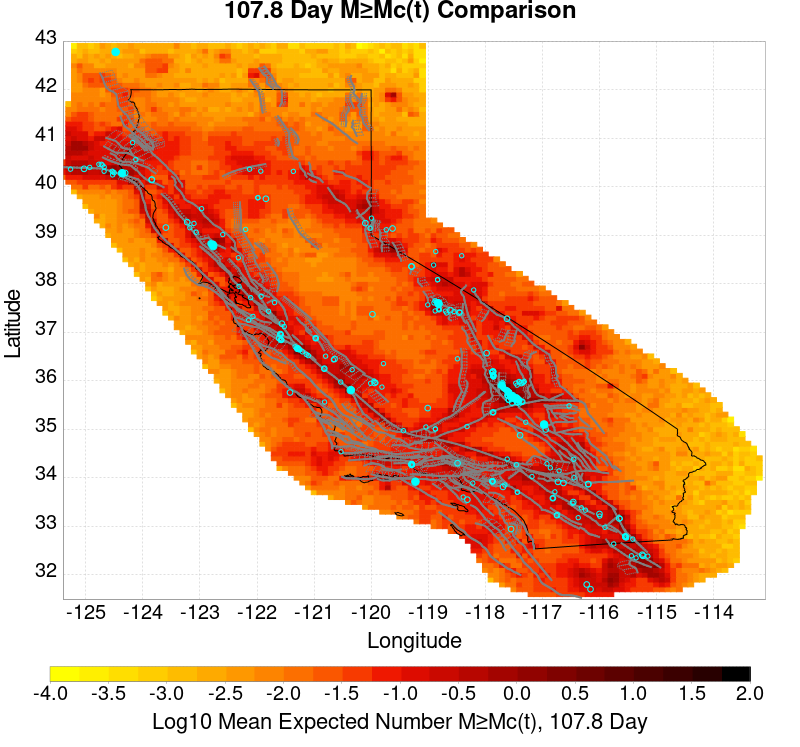 107.8 Day M≥Mc(t) Comparison
43
42
41
40
39
38
37
36
35
34
33
32
Latitude
-125 -124 -123 -122 -121 -120 -119 -118 -117 -116 -115 -114
Longitude
-4.0 -3.5 -3.0 -2.5 -2.0 -1.5 -1.0 -0.5 0.0 0.5 1.0 1.5 2.0
Log10 Mean Expected Number M≥Mc(t), 107.8 Day